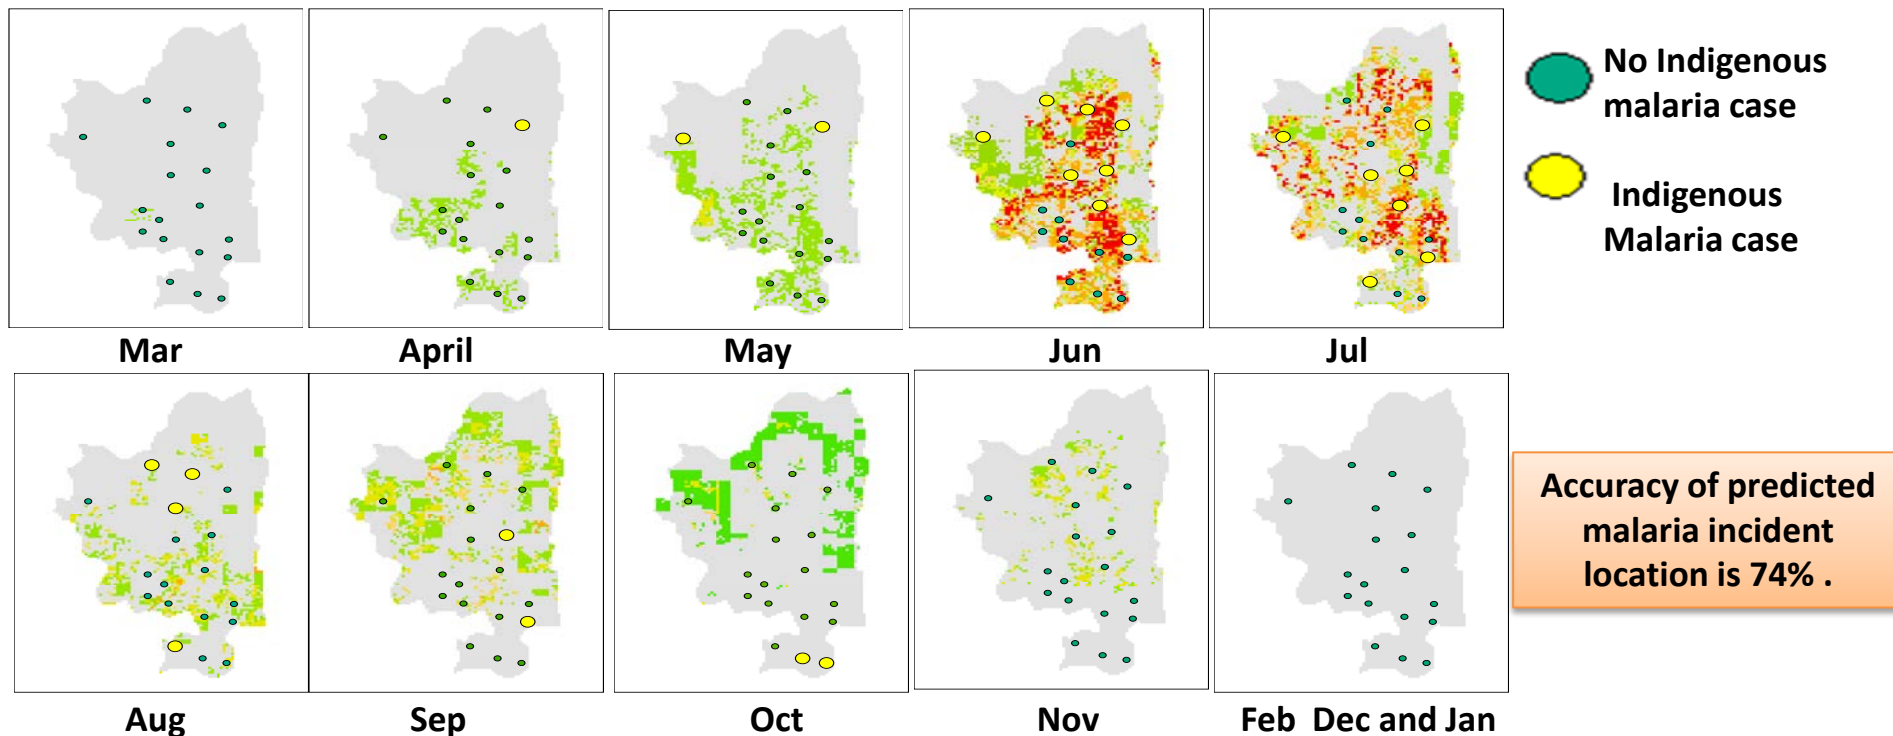 No Indigenous
malaria case
Indigenous
Malaria case
Mar
April
May
Jun
Jul
Accuracy of predicted
malaria incident
location is 74% .
Aug
Sep
Oct
Nov
Feb Dec and Jan